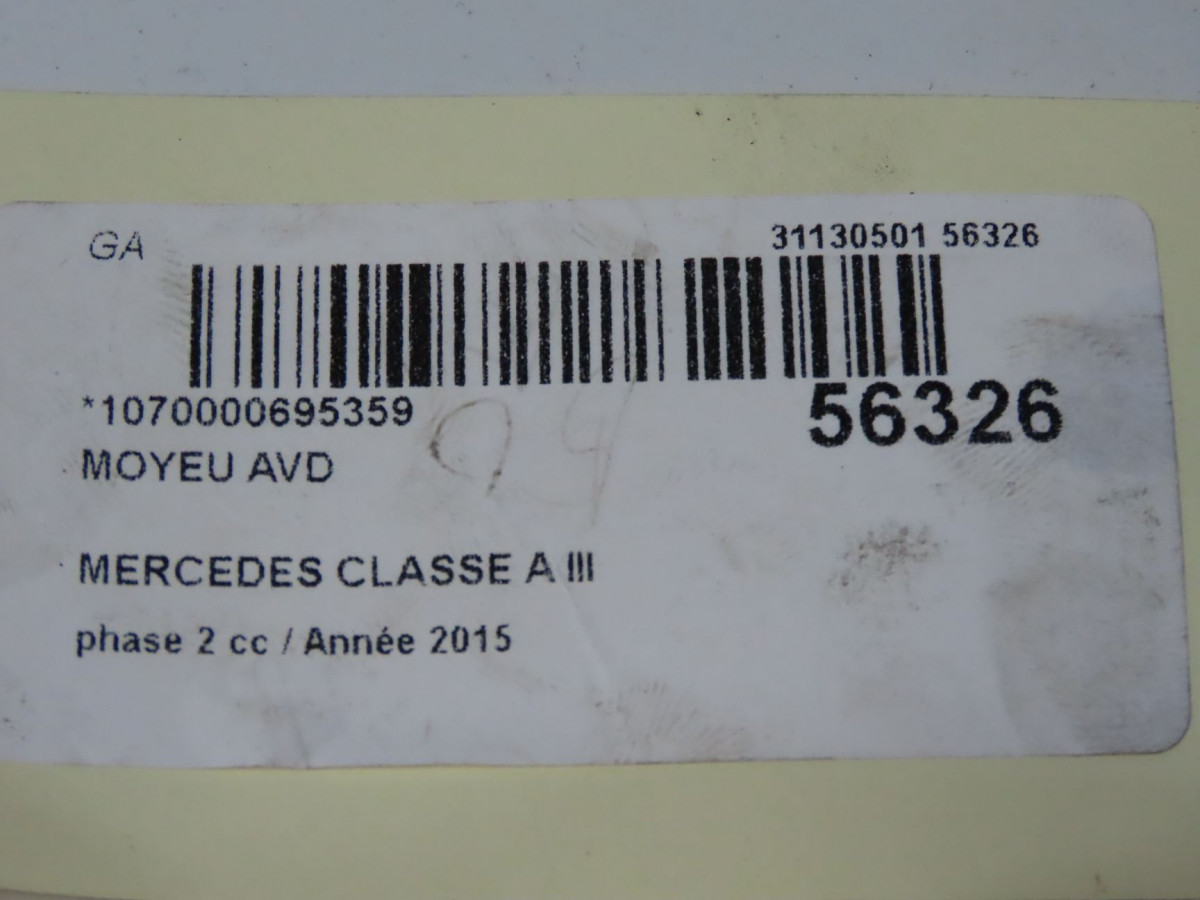 GA
31130501 56326
*1070000695359
56326
MOYEU AVD
MERCEDES CLASSE A III
phase 2 cc / Année 2015